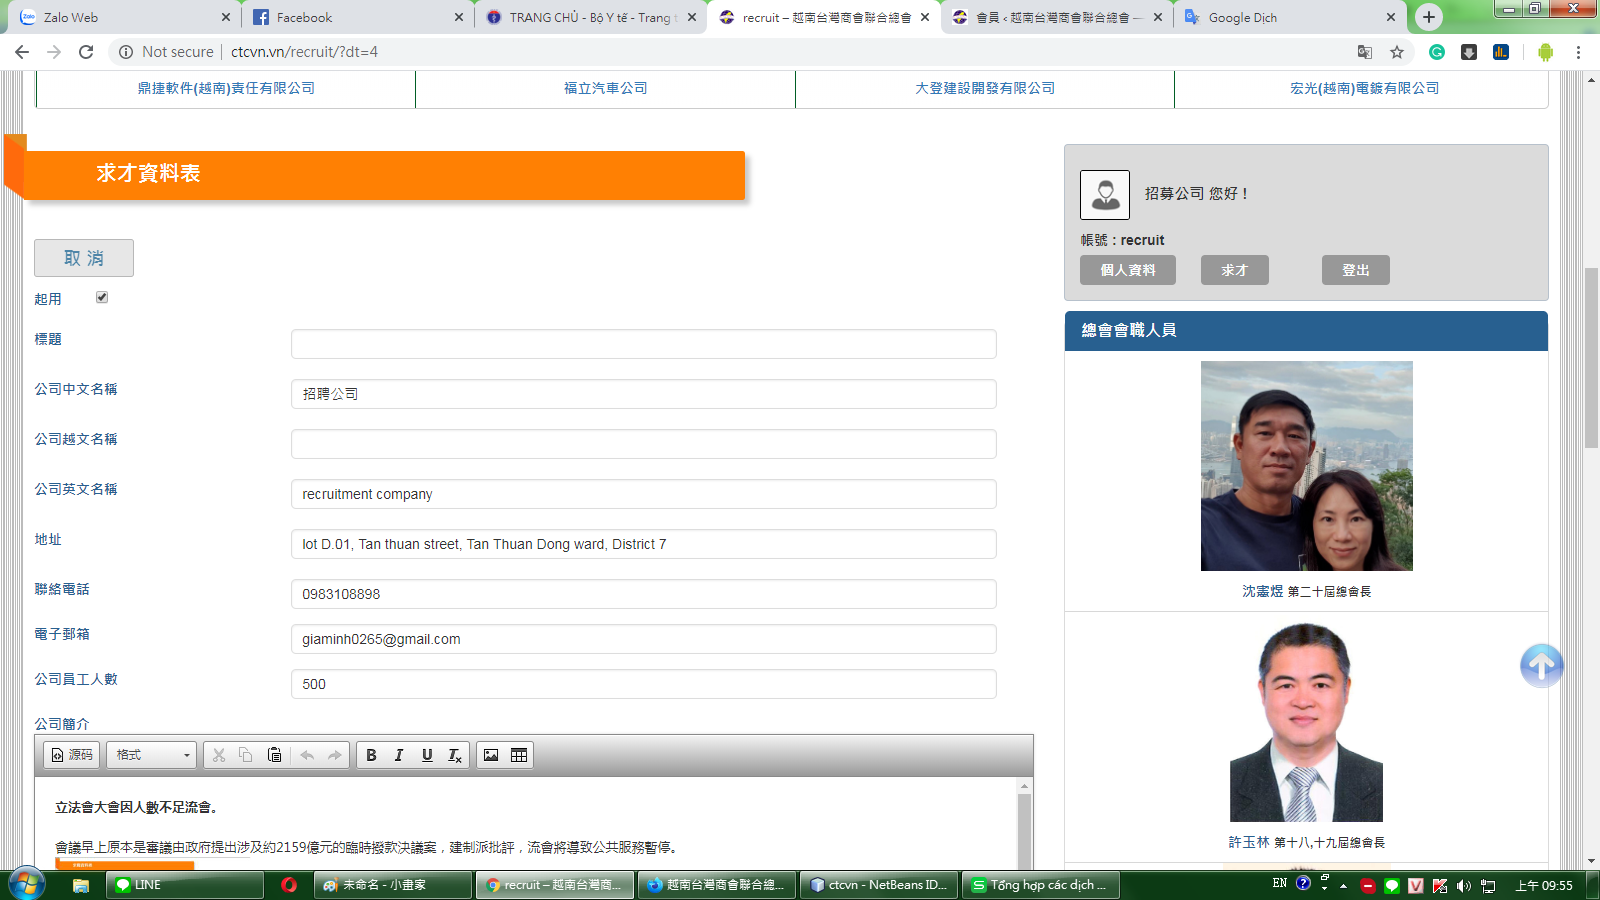 Zalo Web
Facebook
TRANG CHỦ - Bộ Y tế - Trang t
recruit – 越南台灣商會聯合總會
會員 ‹ 越南台灣商會聯合總會 —
Google Dịch
Not secure
ctcvn.vn/recruit/?dt=4
鼎捷軟件(越南)責任有限公司
福立汽車公司
大登建設開發有限公司
宏光(越南)電鍍有限公司
求才資料表
招募公司 您好！
帳號：recruit
個人資料
求才
登出
取 消
起用
標題
公司中文名稱
招聘公司
公司越文名稱
公司英文名稱
recruitment company
地址
lot D.01, Tan thuan street, Tan Thuan Dong ward, District 7
聯絡電話
0983108898
電子郵箱
giaminh0265@gmail.com
公司員工人數
500
公司簡介
源码
格式
B I U Tx
立法會大會因人數不足流會。
會議早上原本是審議由政府提出涉及約2159億元的臨時撥款決議案，建制派批評，流會將導致公共服務暫停。
總會會職人員
沈憲煜 第二十屆總會長
許玉林 第十八,十九屆總會長
LINE
未命名 - 小畫家
recruit – 越南台灣商...
越南台灣商會聯合總...
ctcvn - NetBeans ID...
Tổng hợp các dịch ...
EN
上午 09:55